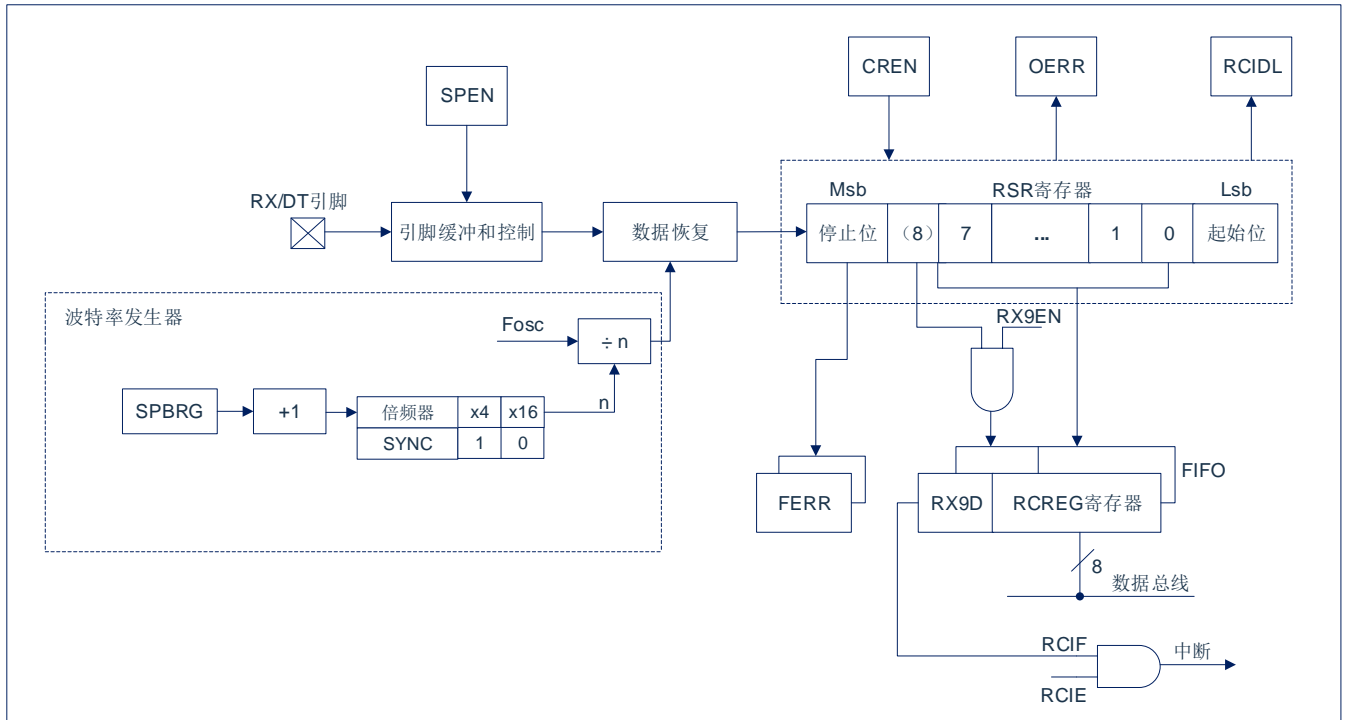 CREN
OERR
RCIDL
SPEN
Msb
RSR寄存器
Lsb
RX/DT引脚
引脚缓冲和控制
数据恢复
停止位
（8）
7
...
1
0
起始位
波特率发生器
Fosc
÷ n
RX9EN
SPBRG
+1
倍频器
x4
x16
n
SYNC
1
0
FIFO
FERR
RX9D
RCREG寄存器
8
数据总线
RCIF
中断
RCIE